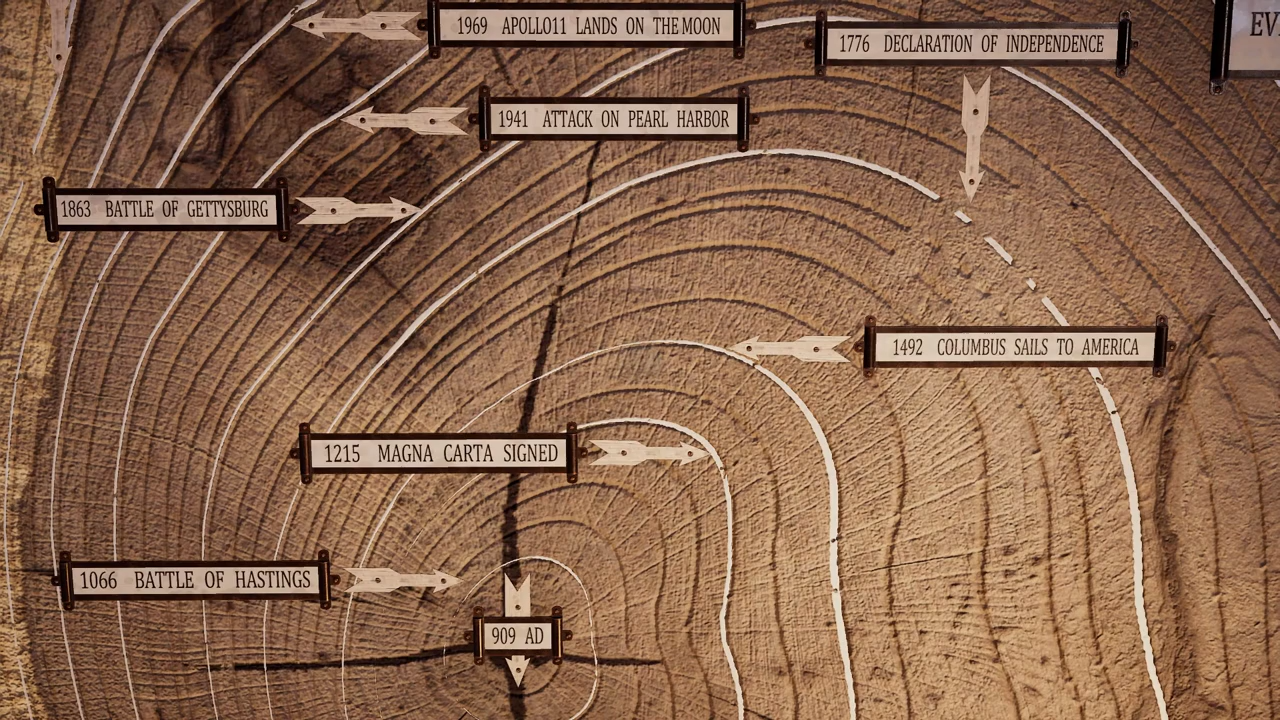 1969 APOLLO11 LANDS ON THE MOON
1776 DECLARATION OF INDEPENDENCE
1941 ATTACK ON PEARL HARBOR
1863 BATTLE OF GETTYSBURG
1492 COLUMBUS SAILS TO AMERICA
1215 MAGNA CARTA SIGNED
1066 BATTLE OF HASTINGS
909 AD